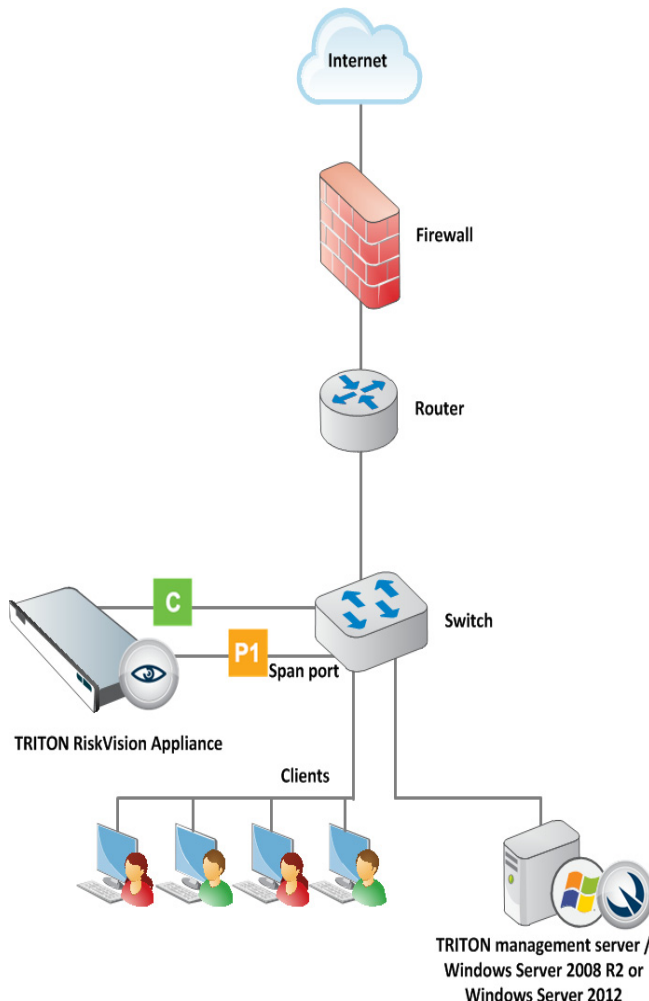 Internet
Firewall
Router
C
Switch
P1
Span port
TRITON RiskVision Appliance
Clients
TRITON management server /
Windows Server 2008 R2 or
Windows Server 2012